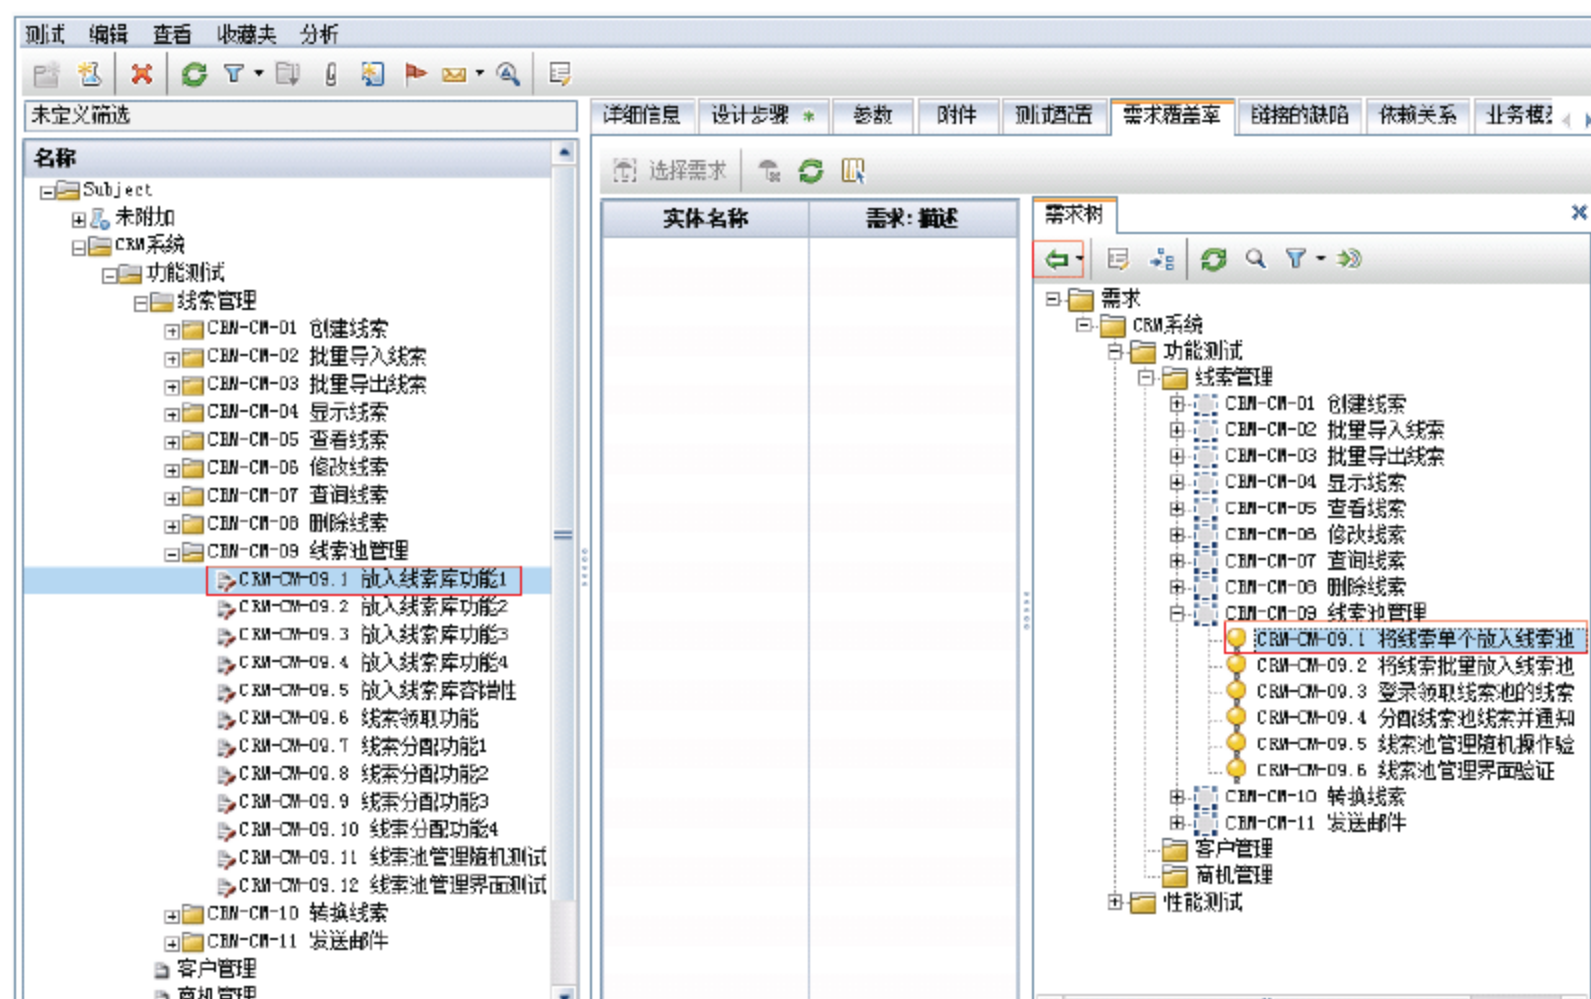 测试 编辑 查看 收藏夹 分析
未定义筛选
名称
Subject
未附加
CRM系统
功能测试
线索管理
CRM-CM-01 创建线索
CRM-CM-02 批量导入线索
CRM-CM-03 批量导出线索
CRM-CM-04 显示线索
CRM-CM-05 查看线索
CRM-CM-06 修改线索
CRM-CM-07 查询线索
CRM-CM-08 删除线索
CRM-CM-09 线索池管理
CRM-CM-09.1 放入线索库功能1
CRM-CM-09.2 放入线索库功能2
CRM-CM-09.3 放入线索库功能3
CRM-CM-09.4 放入线索库功能4
CRM-CM-09.5 放入线索库容错性
CRM-CM-09.6 线索领取功能
CRM-CM-09.7 线索分配功能1
CRM-CM-09.8 线索分配功能2
CRM-CM-09.9 线索分配功能3
CRM-CM-09.10 线索分配功能4
CRM-CM-09.11 线索池管理随机测试
CRM-CM-09.12 线索池管理界面测试
CRM-CM-10 转换线索
CRM-CM-11 发送邮件
客户管理
商机管理
详细信息 设计步骤 * 参数 附件 测试配置 需求覆盖率 链接的缺陷 依赖关系 业务模
选择需求
实体名称 需求:描述
需求树
需求
CRM系统
功能测试
线索管理
CRM-CM-01 创建线索
CRM-CM-02 批量导入线索
CRM-CM-03 批量导出线索
CRM-CM-04 显示线索
CRM-CM-05 查看线索
CRM-CM-06 修改线索
CRM-CM-07 查询线索
CRM-CM-08 删除线索
CRM-CM-09 线索池管理
CRM-CM-09.1 将线索单个放入线索池
CRM-CM-09.2 将线索批量放入线索池
CRM-CM-09.3 登录领取线索池的线索
CRM-CM-09.4 分配线索池线索并通知
CRM-CM-09.5 线索池管理随机操作验
CRM-CM-09.6 线索池管理界面验证
CRM-CM-10 转换线索
CRM-CM-11 发送邮件
客户管理
商机管理
性能测试